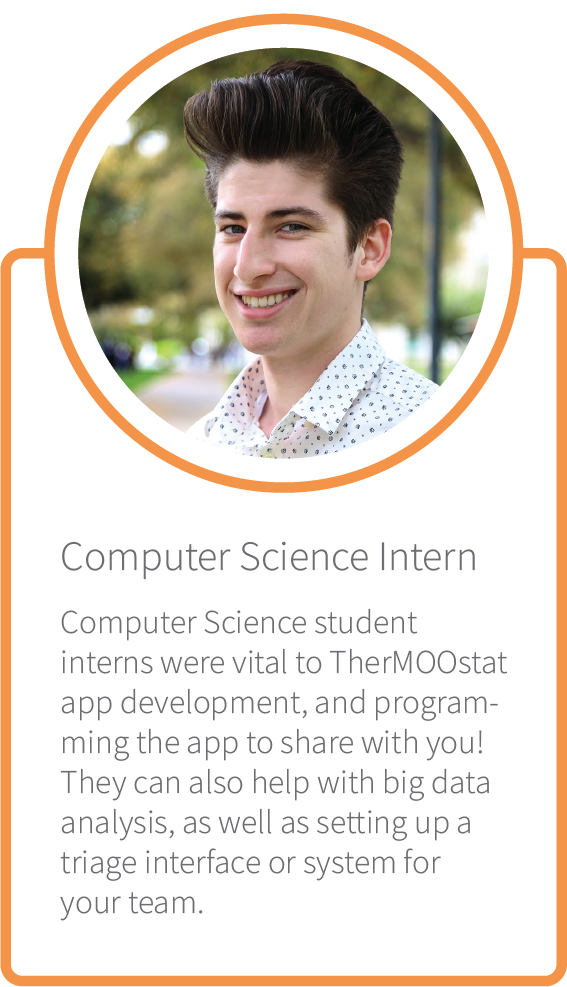 Computer Science Intern
Computer Science student
interns were vital to TherMOOstat
app development, and program-
ming the app to share with you!
They can also help with big data
analysis, as well as setting up a
triage interface or system for
your team.